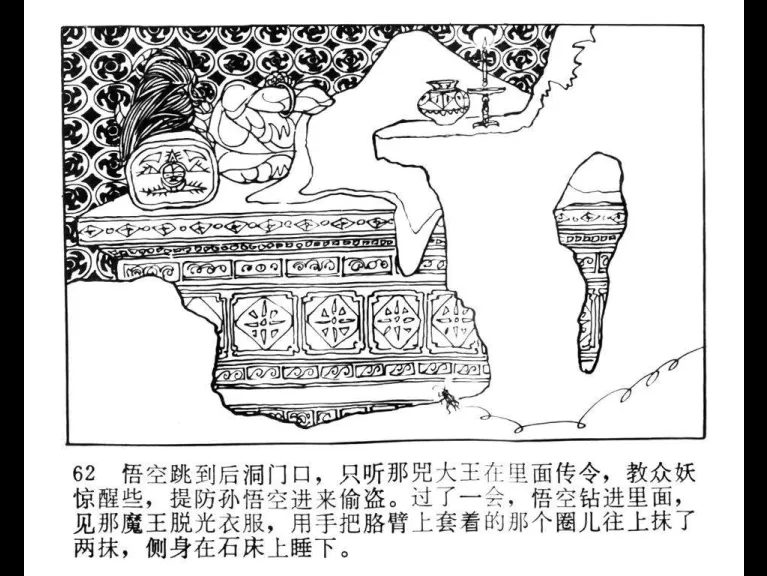 62 悟空跳到后洞门口，只听那兕大王在里面传令，教众妖
惊醒些，提防孙悟空进来偷盗。过了一会，悟空钻进里面，
见那魔王脱光衣服，用手把胳臂上套着的那个圈儿往上抹了
两抹，侧身在石床上睡下。